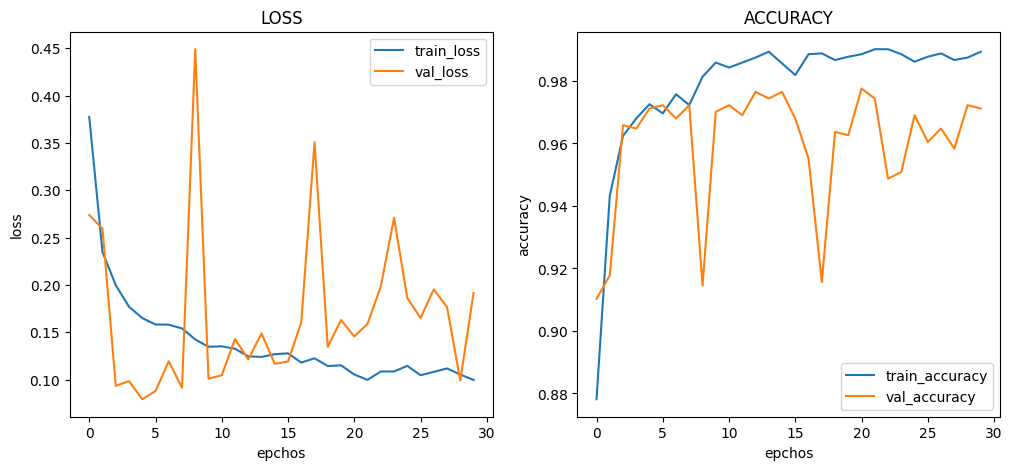 LOSS
0.45
0.40
0.35
0.30
0.25
0.20
0.15
0.10
loss
0 5 10 15 20 25 30
epchos
train_loss
val_loss
ACCURACY
0.98
0.96
0.94
0.92
0.90
0.88
accuracy
0 5 10 15 20 25 30
epchos
train_accuracy
val_accuracy